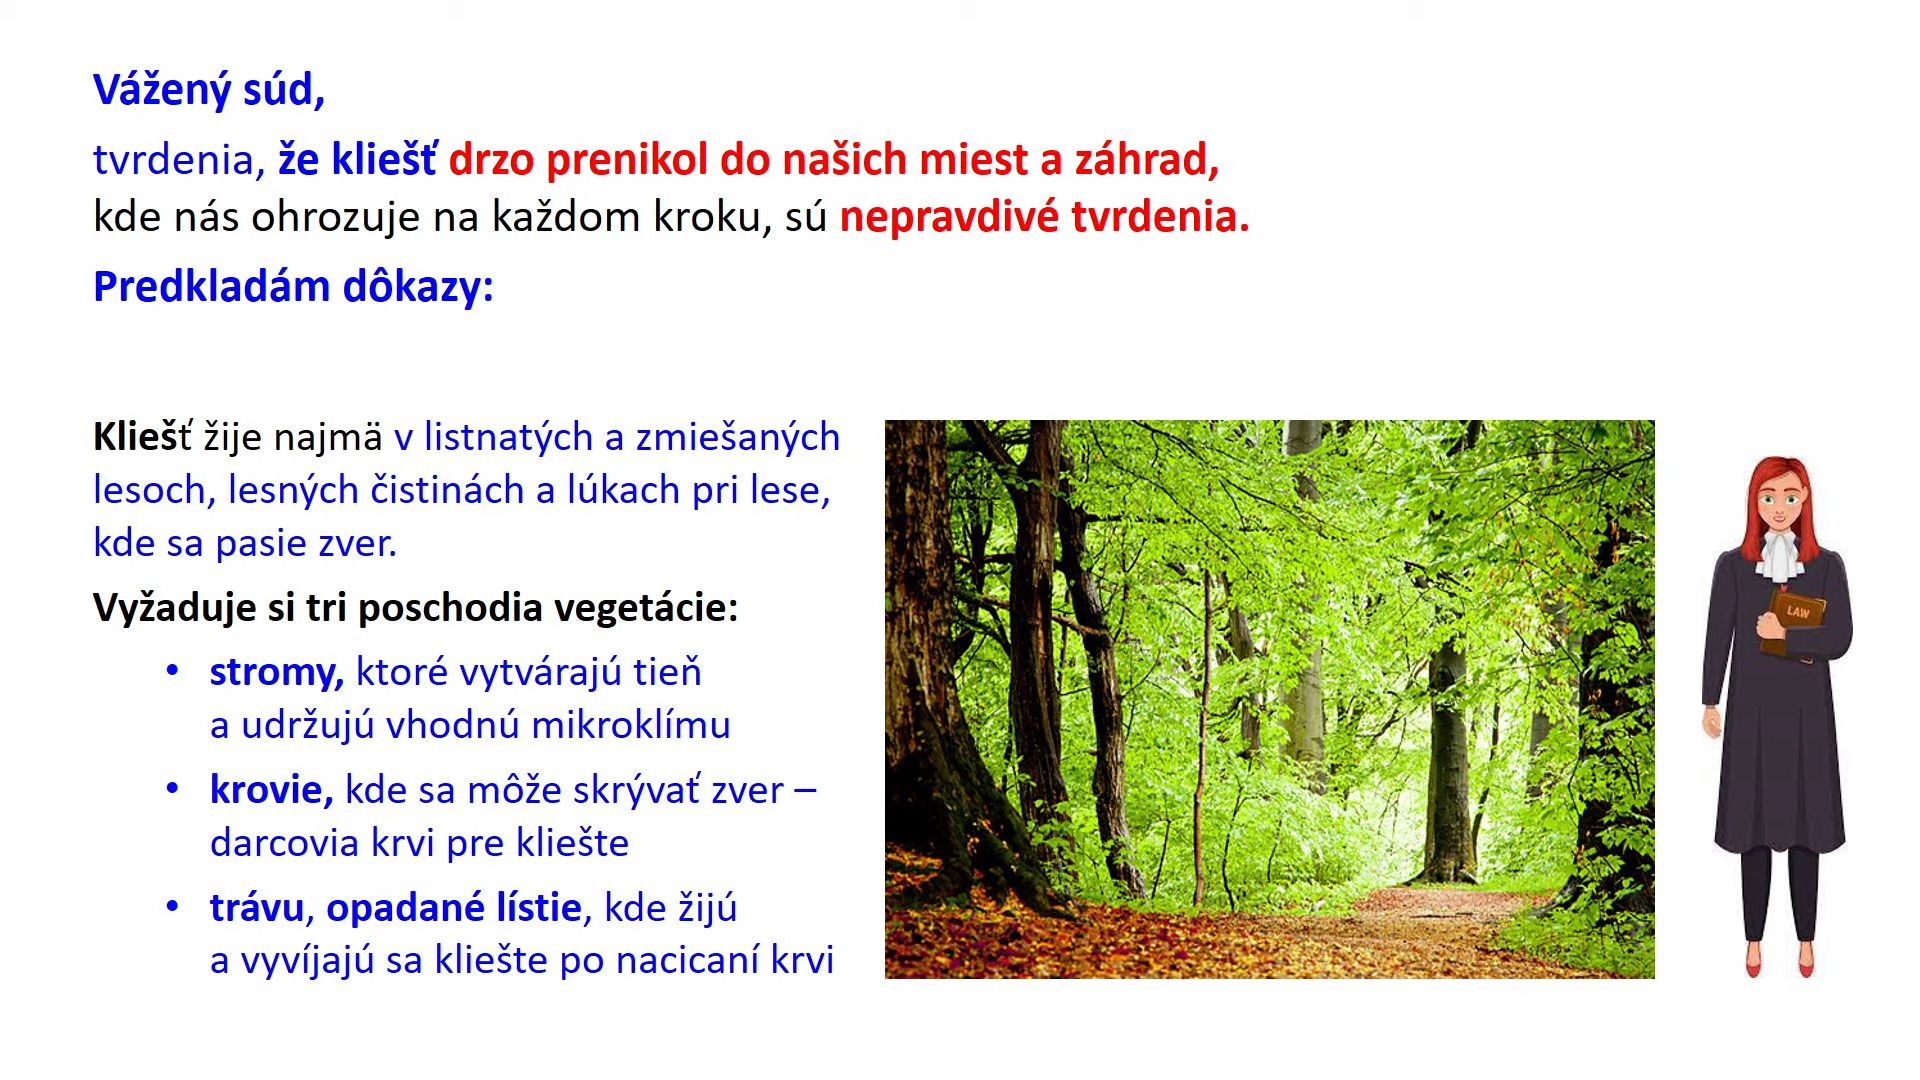 Vážený súd,
tvrdenia, že kliešť drzo prenikol do našich miest a záhrad,
kde nás ohrozuje na každom kroku, sú nepravdivé tvrdenia.
Predkladám dôkazy:
Kliešť žije najmä v listnatých a zmiešaných
lesoch, lesných čistinách a lúkach pri lese,
kde sa pasie zver.
Vyžaduje si tri poschodia vegetácie:
• stromy, ktoré vytvárajú tieň
a udržujú vhodnú mikroklímu
• krovie, kde sa môže skrývať zver –
darcovia krvi pre kliešte
• trávu, opadané lístie, kde žijú
a vyvíjajú sa kliešte po nacicaní krvi
LAW